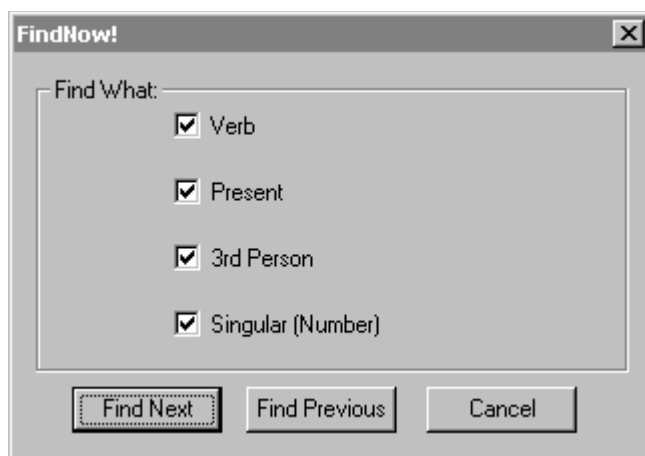 FindNow!
Find What:
Verb
Present
3rd Person
Singular (Number)
Find Next Find Previous Cancel